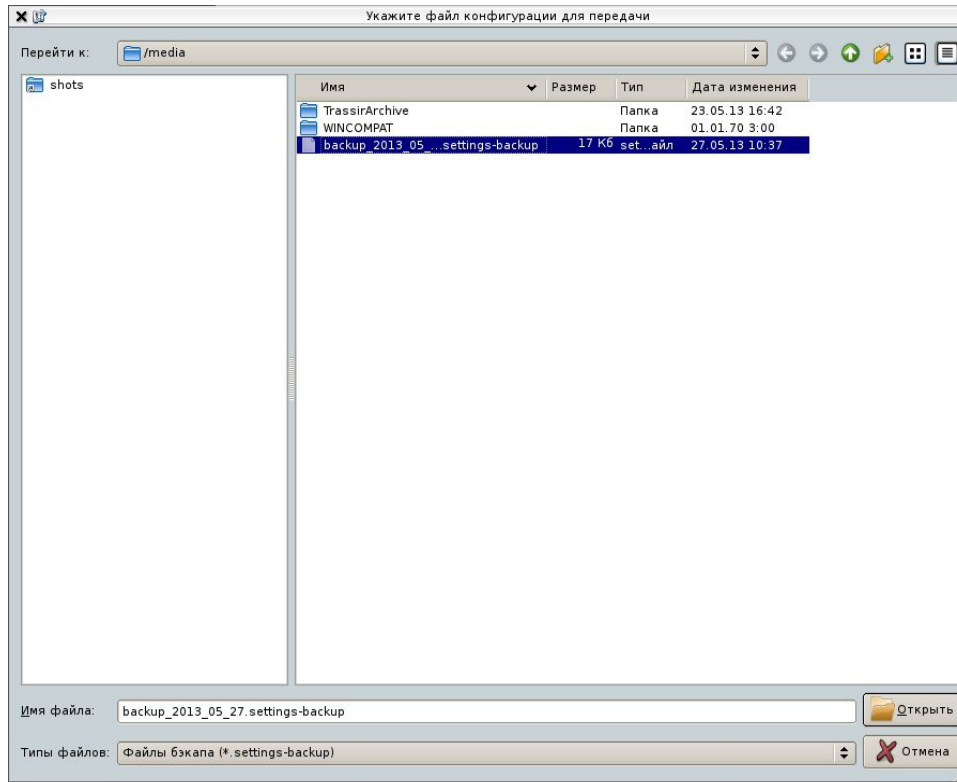 Укажите файл конфигурации для передачи
Перейти к: /media
shots
Имя Размер Тип Дата изменения
TrassirArchive Папка 23.05.13 16:42
WINCOMPAT Папка 01.01.70 3:00
backup_2013_05_...settings-backup 17 Кб set...айл 27.05.13 10:37
Имя файла: backup_2013_05_27.settings-backup Открыть
Типы файлов: Файлы бэкапа (*.settings-backup) Отмена